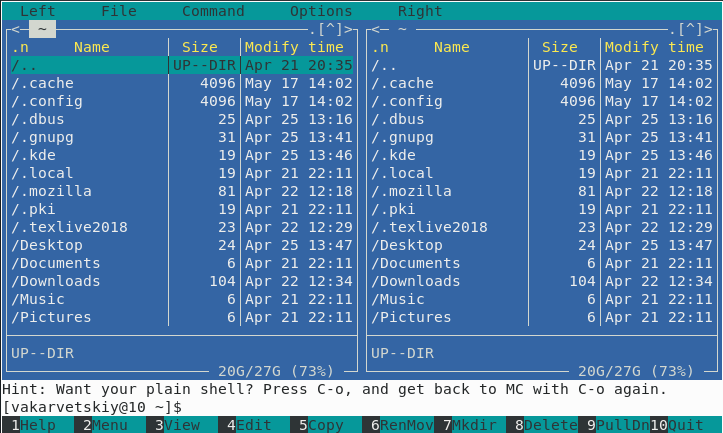 Left File Command Options Right
<─ ~ .[^]> <─ ~ .[^]>
.n Name Size Modify time .n Name Size Modify time
/.. UP--DIR Apr 21 20:35 /.. UP--DIR Apr 21 20:35
/.cache 4096 May 17 14:02 /.cache 4096 May 17 14:02
/.config 4096 May 17 14:02 /.config 4096 May 17 14:02
/.dbus 25 Apr 25 13:16 /.dbus 25 Apr 25 13:16
/.gnupg 31 Apr 25 13:41 /.gnupg 31 Apr 25 13:41
/.kde 19 Apr 25 13:46 /.kde 19 Apr 25 13:46
/.local 19 Apr 21 22:11 /.local 19 Apr 21 22:11
/.mozilla 81 Apr 22 12:18 /.mozilla 81 Apr 22 12:18
/.pki 19 Apr 21 22:11 /.pki 19 Apr 21 22:11
/.texlive2018 23 Apr 22 12:29 /.texlive2018 23 Apr 22 12:29
/Desktop 24 Apr 25 13:47 /Desktop 24 Apr 25 13:47
/Documents 6 Apr 21 22:11 /Documents 6 Apr 21 22:11
/Downloads 104 Apr 22 12:34 /Downloads 104 Apr 22 12:34
/Music 6 Apr 21 22:11 /Music 6 Apr 21 22:11
/Pictures 6 Apr 21 22:11 /Pictures 6 Apr 21 22:11
UP--DIR UP--DIR
20G/27G (73%) 20G/27G (73%)
Hint: Want your plain shell? Press C-o, and get back to MC with C-o again.
[vakarvetskiy@10 ~]$
1Help 2Menu 3View 4Edit 5Copy 6RenMov 7Mkdir 8Delete 9PullDn 10Quit